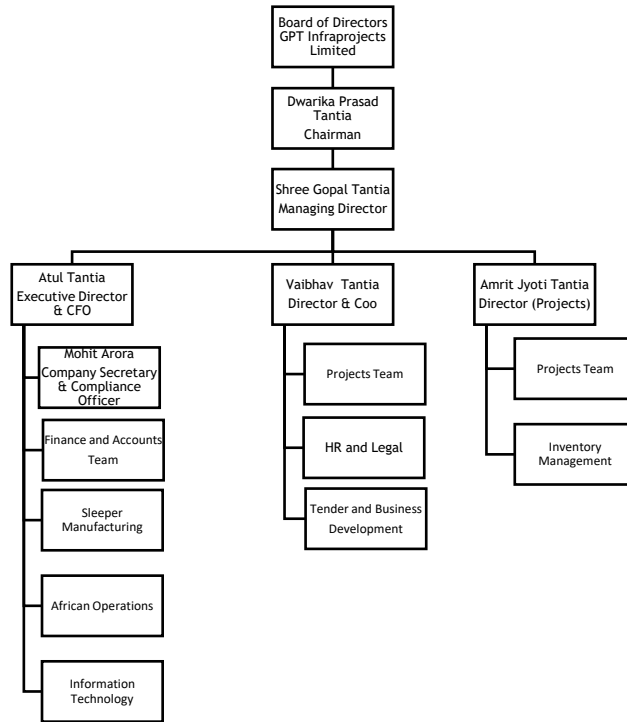 Board of Directors
GPT Infraprojects
Limited
Dwarika Prasad
Tantia
Chairman
Shree Gopal Tantia
Managing Director
Atul Tantia
Executive Director
& CFO
Vaibhav Tantia
Director & Coo
Amrit Jyoti Tantia
Director (Projects)
Mohit Arora
Company Secretary
& Compliance
Officer
Finance and Accounts
Team
Sleeper
Manufacturing
African Operations
Information
Technology
Projects Team
HR and Legal
Tender and Business
Development
Projects Team
Inventory
Management